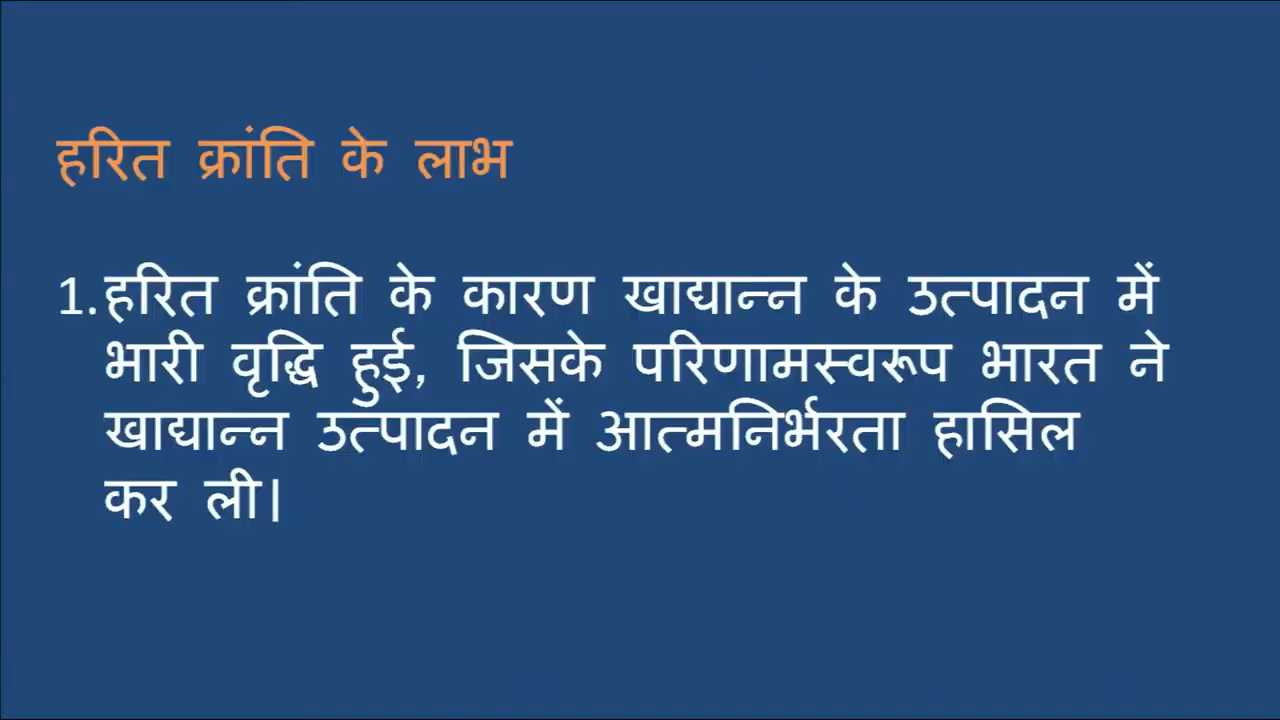 हरित क्रांति के लाभ
1. हरित क्रांति के कारण खाद्यान्न के उत्पादन में
भारी वृद्धि हुई, जिसके परिणामस्वरूप भारत ने
खाद्यान्न उत्पादन में आत्मनिर्भरता हासिल
कर ली।